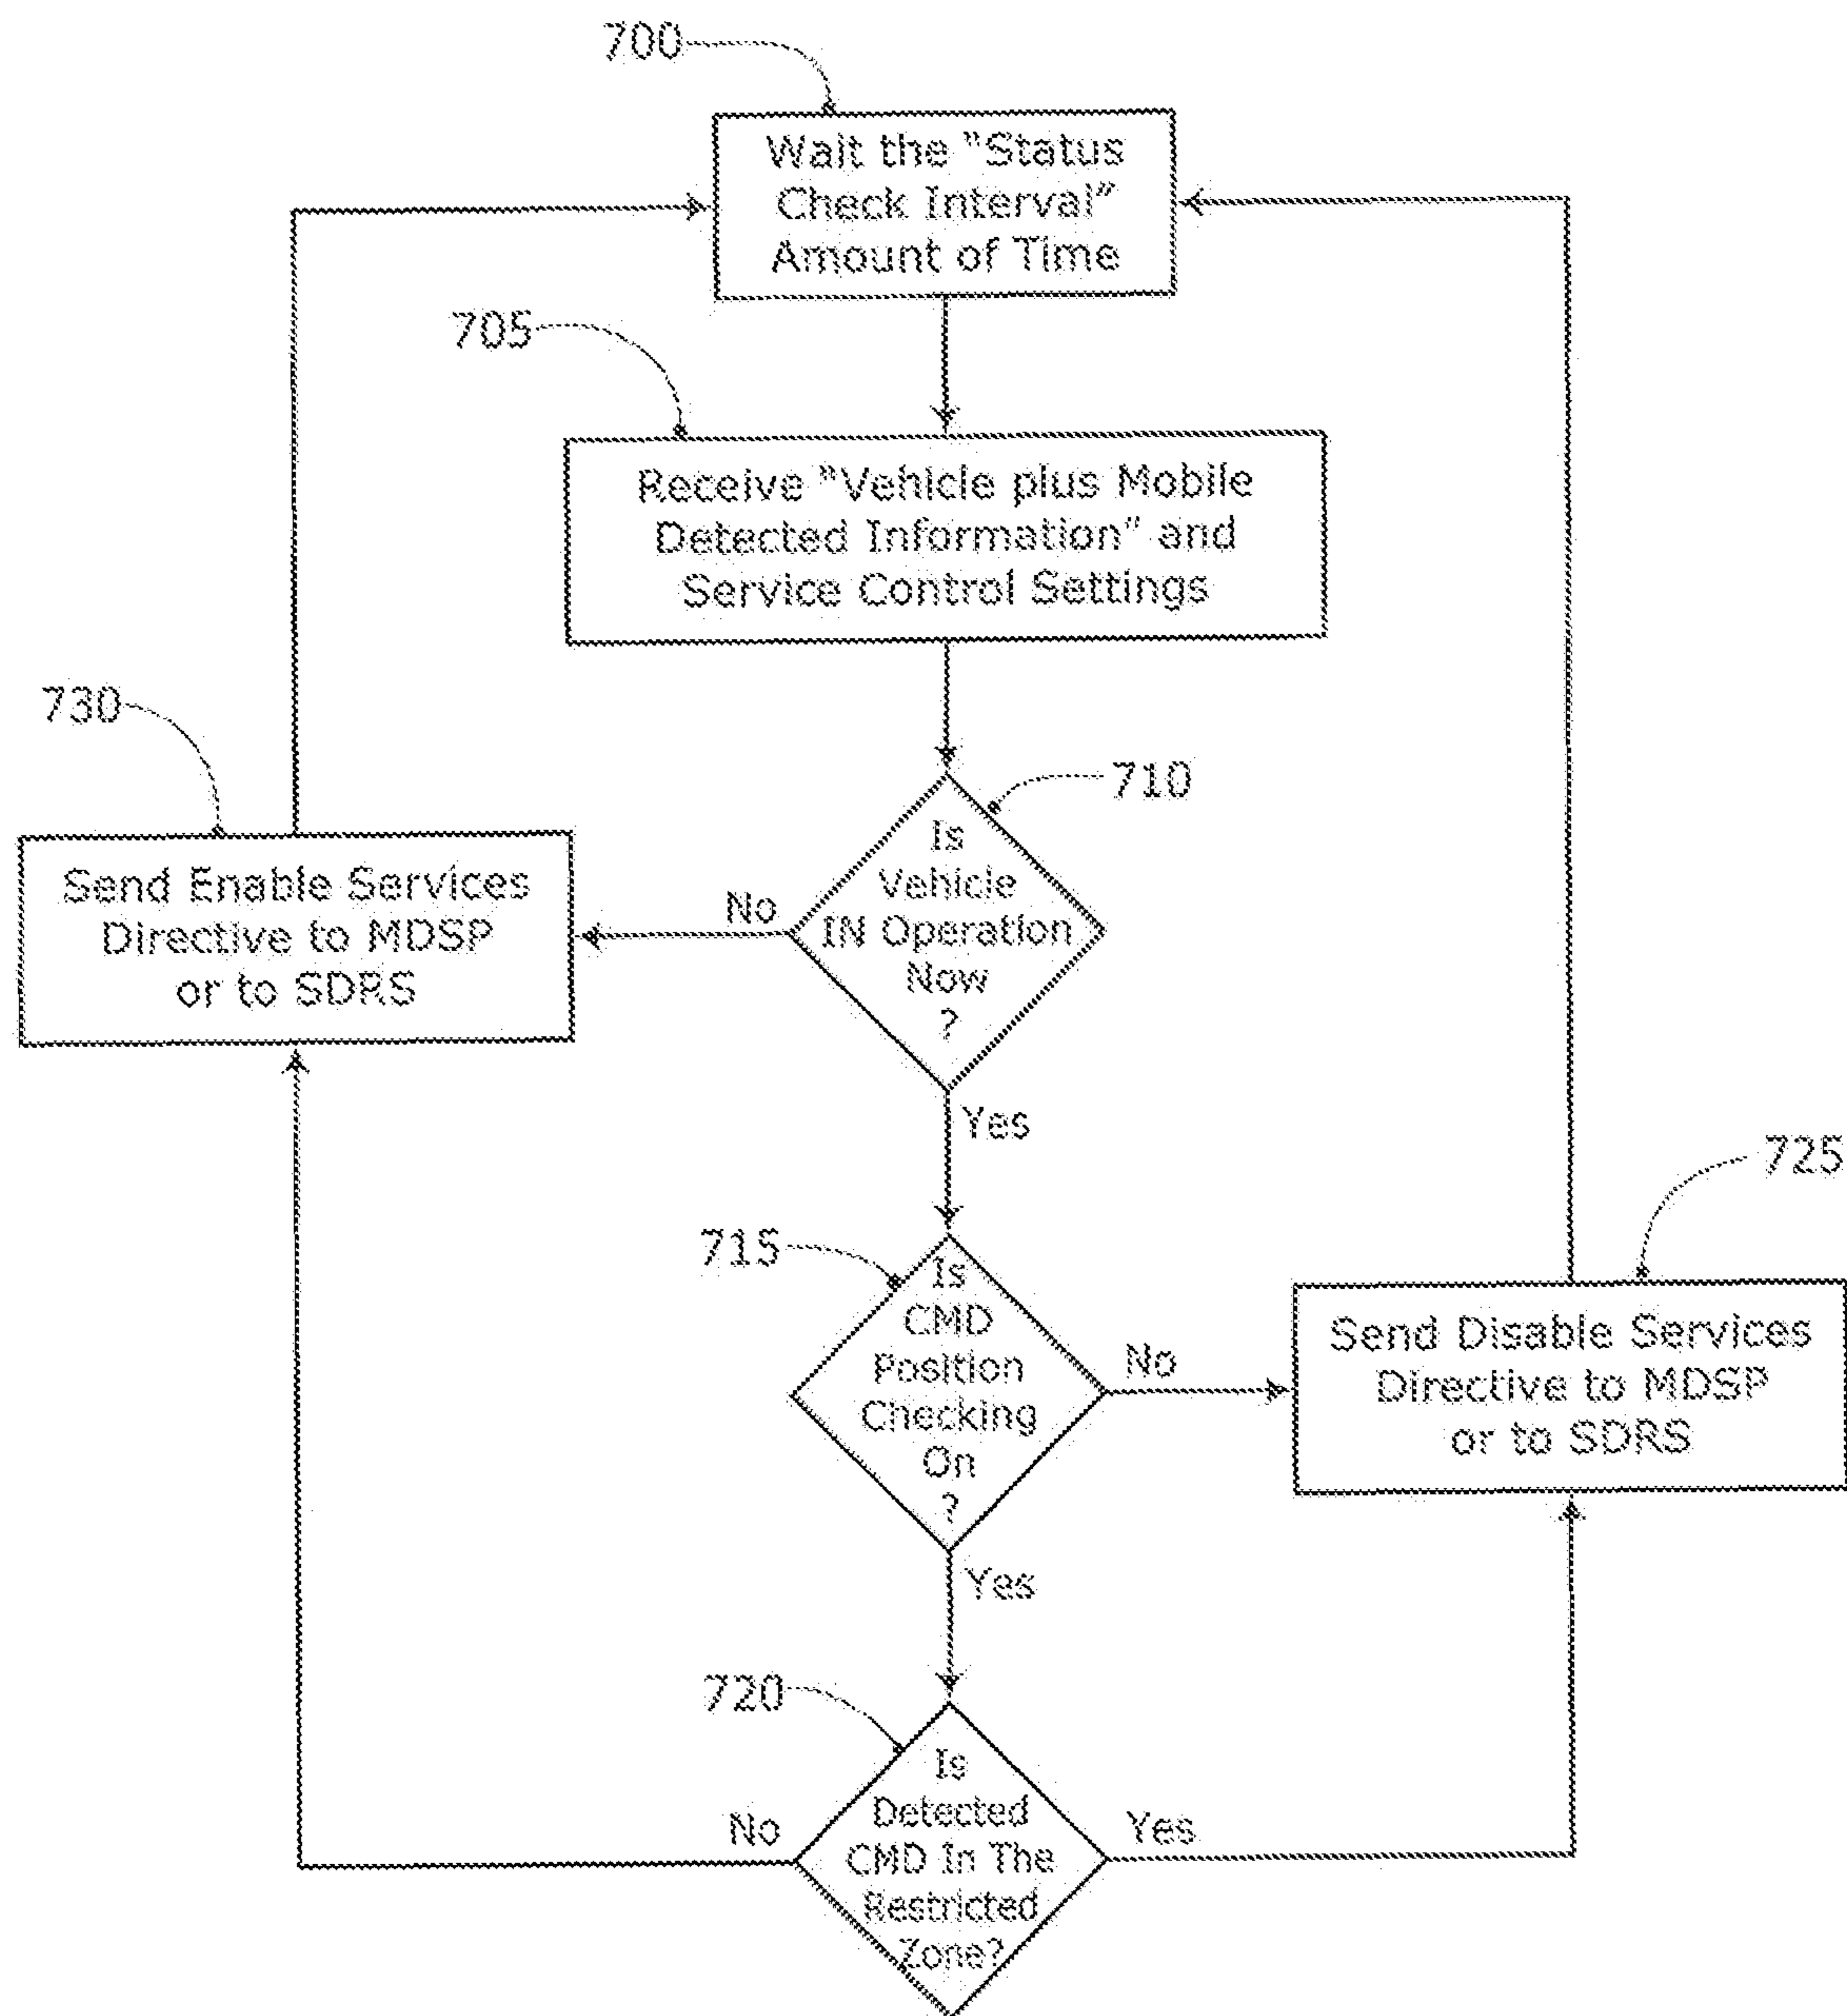 700
Wait the "Status
Check Interval"
Amount of Time
705
Receive "Vehicle plus Mobile
Detected Information" and
Service Control Settings
730
Send Enable Services
Directive to MDSP
or to SDRS
710
Is
Vehicle
IN Operation
Now
?
No
Yes
715
Is
CMD
Position
Checking
On
?
No
Yes
725
Send Disable Services
Directive to MDSP
or to SDRS
720
Is
Detected
CMD In The
Restricted
Zone?
No
Yes